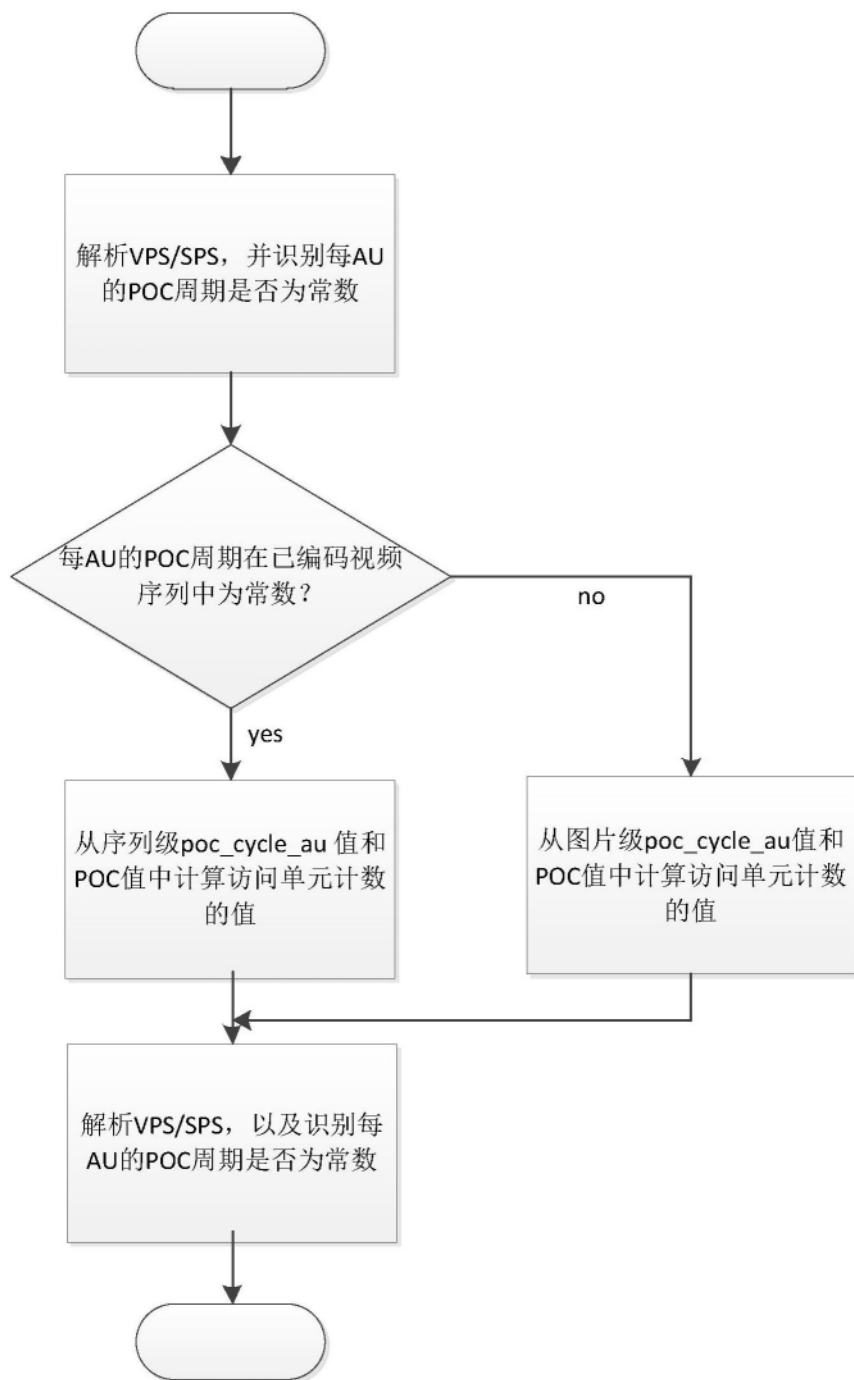 解析VPS/SPS，并识别每AU
的POC周期是否为常数
每AU的POC周期在已编码视频
序列中为常数？
no
yes
从序列级poc_cycle_au 值和
POC值中计算访问单元计数
的值
从图片级poc_cycle_au值和
POC值中计算访问单元计数
的值
解析VPS/SPS，以及识别每
AU的POC周期是否为常数